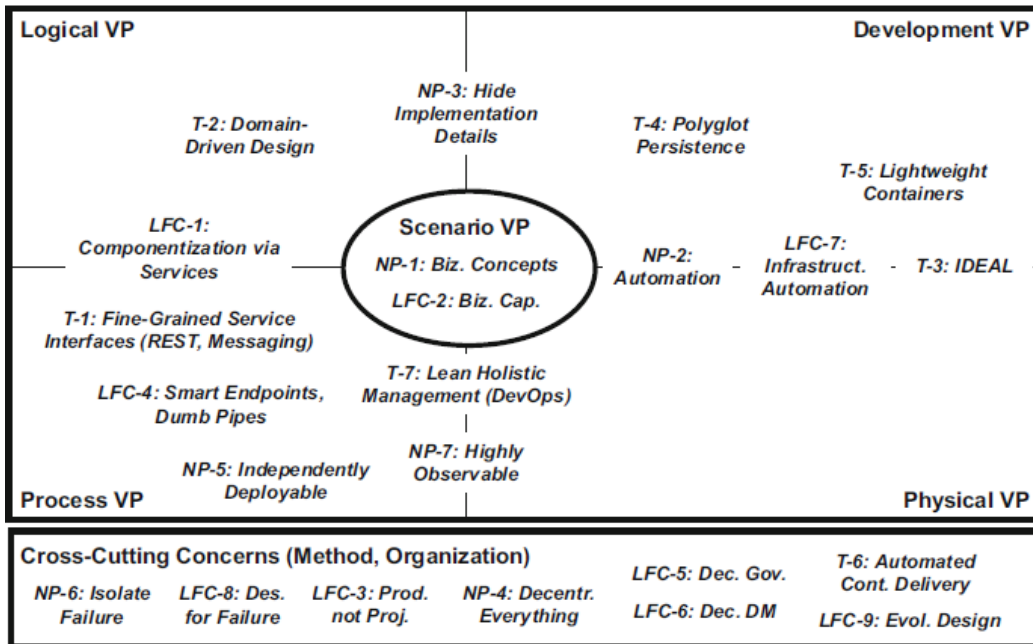 Logical VP
Development VP
NP-3: Hide
Implementation
Details
T-2: Domain-
Driven Design
T-4: Polyglot
Persistence
T-5: Lightweight
Containers
LFC-1:
Componentization via
Services
Scenario VP
NP-1: Biz. Concepts
LFC-2: Biz. Cap.
NP-2:
Automation
LFC-7:
Infrastruct.
Automation
T-3: IDEAL
T-1: Fine-Grained Service
Interfaces (REST, Messaging)
T-7: Lean Holistic
Management (DevOps)
LFC-4: Smart Endpoints,
Dumb Pipes
NP-7: Highly
Observable
NP-5: Independently
Deployable
Process VP
Physical VP
Cross-Cutting Concerns (Method, Organization)
NP-6: Isolate
Failure
LFC-8: Des.
for Failure
LFC-3: Prod.
not Proj.
NP-4: Decentr.
Everything
LFC-5: Dec. Gov.
LFC-6: Dec. DM
T-6: Automated
Cont. Delivery
LFC-9: Evol. Design